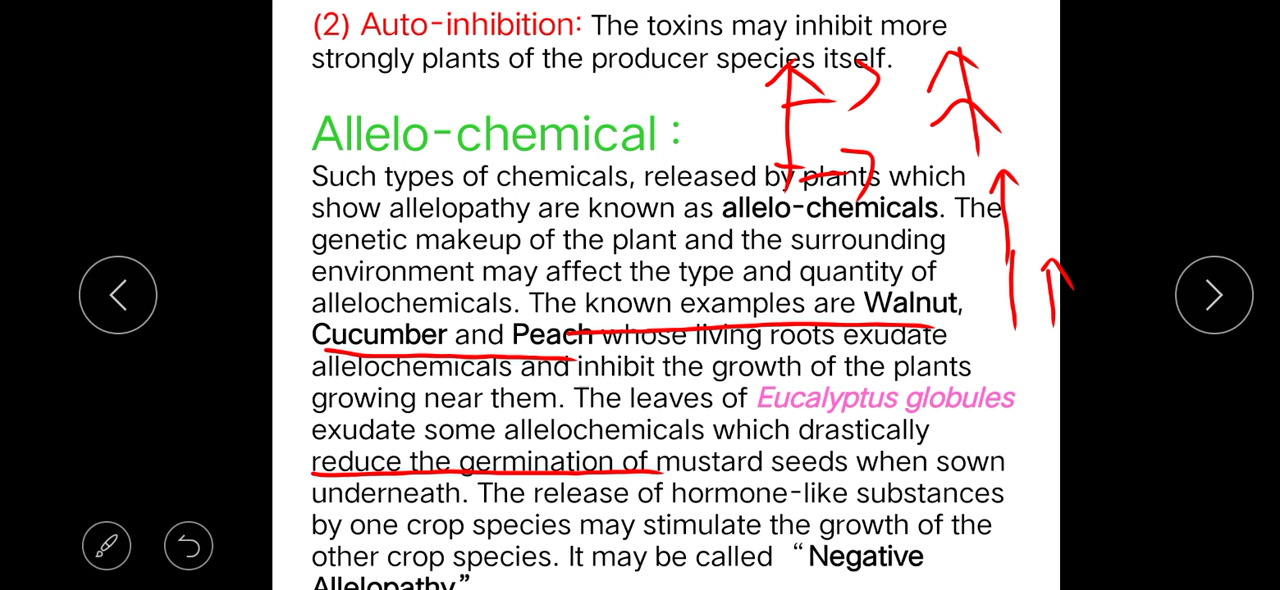 (2) Auto-inhibition: The toxins may inhibit more
strongly plants of the producer species itself.
Allelo-chemical :
Such types of chemicals, released by plants which
show allelopathy are known as allelo-chemicals. The
genetic makeup of the plant and the surrounding
environment may affect the type and quantity of
allelochemicals. The known examples are Walnut,
Cucumber and Peach whose living roots exudate
allelochemicals and inhibit the growth of the plants
growing near them. The leaves of Eucalyptus globules
exudate some allelochemicals which drastically
reduce the germination of mustard seeds when sown
underneath. The release of hormone-like substances
by one crop species may stimulate the growth of the
other crop species. It may be called “Negative
Allelopathy”